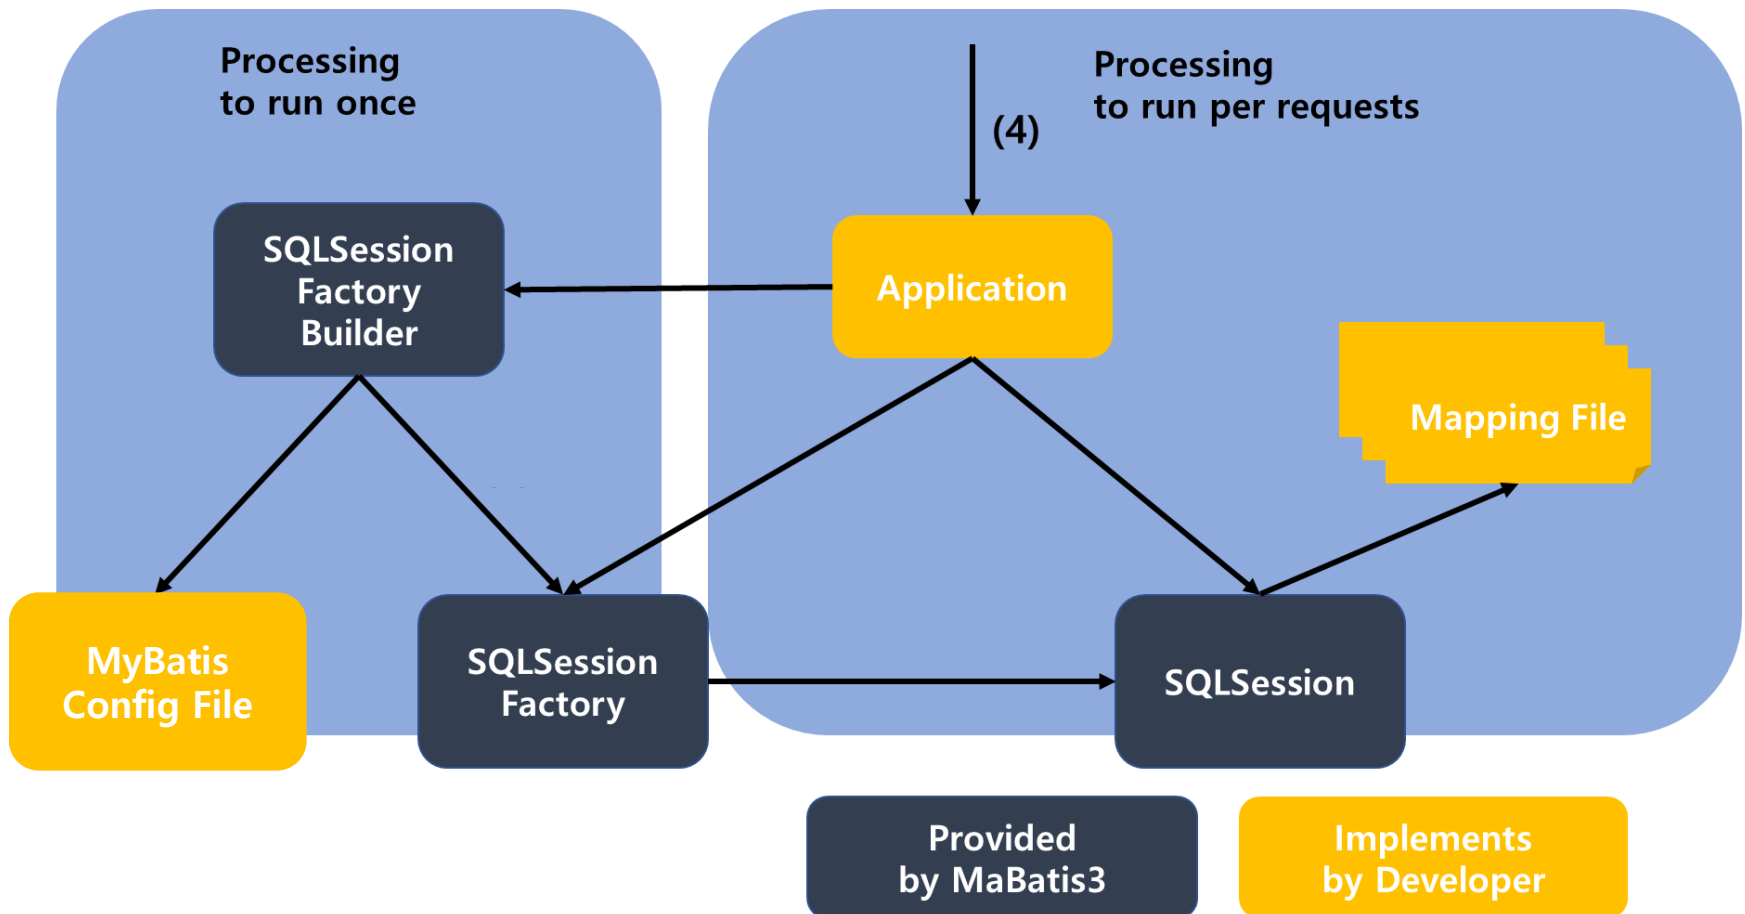 Processing
to run once
Processing
to run per requests
(4)
SQLSession
Factory
Builder
Application
Mapping File
MyBatis
Config File
SQLSession
Factory
SQLSession
Provided
by MaBatis3
Implements
by Developer